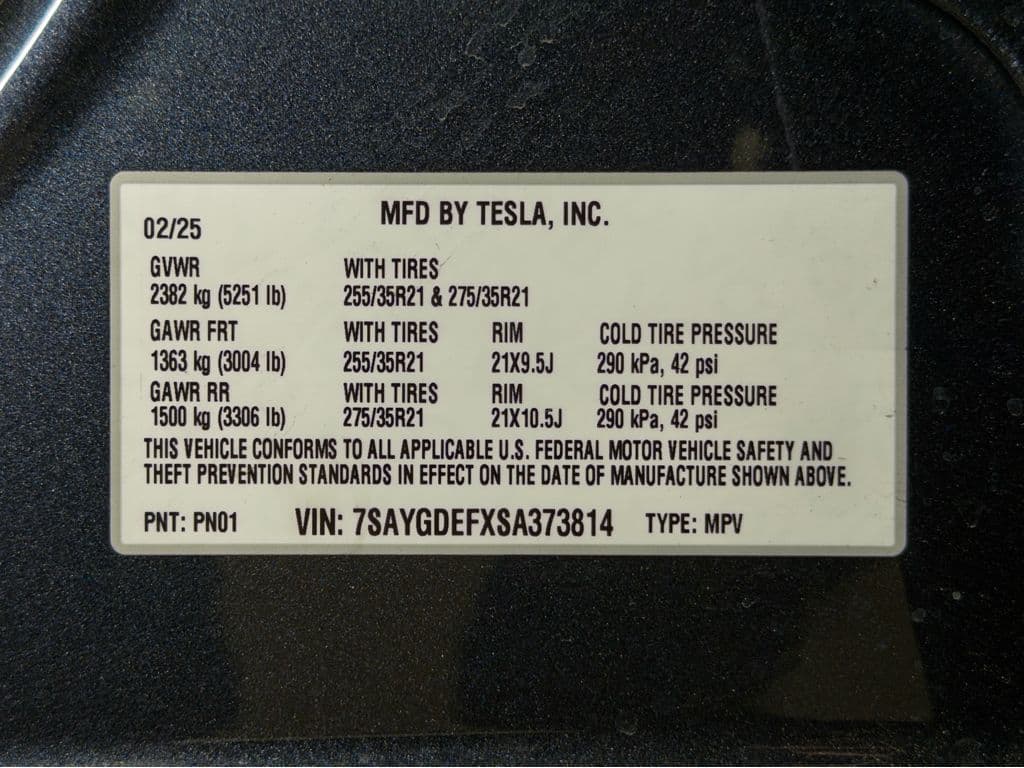 MFD BY TESLA, INC.
02/25
GVWR WITH TIRES
2382 kg (5251 lb) 255/35R21 & 275/35R21
GAWR FRT WITH TIRES RIM COLD TIRE PRESSURE
1363 kg (3004 lb) 255/35R21 21X9.5J 290 kPa, 42 psi
GAWR RR WITH TIRES RIM COLD TIRE PRESSURE
1500 kg (3306 lb) 275/35R21 21X10.5J 290 kPa, 42 psi
THIS VEHICLE CONFORMS TO ALL APPLICABLE U.S. FEDERAL MOTOR VEHICLE SAFETY AND
THEFT PREVENTION STANDARDS IN EFFECT ON THE DATE OF MANUFACTURE SHOWN ABOVE.
PNT: PN01 VIN: 7SAYGDEFXSA373814 TYPE: MPV